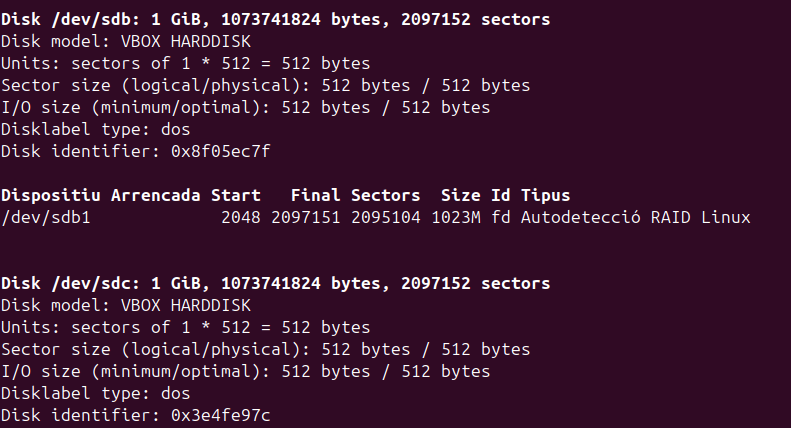 Disk /dev/sdb: 1 GiB, 1073741824 bytes, 2097152 sectors
Disk model: VBOX HARDDISK
Units: sectors of 1 * 512 = 512 bytes
Sector size (logical/physical): 512 bytes / 512 bytes
I/O size (minimum/optimal): 512 bytes / 512 bytes
Disklabel type: dos
Disk identifier: 0x8f05ec7f
Dispositiu Arrencada Start   Final Sectors  Size Id Tipus
/dev/sdb1             2048 2097151 2095104 1023M fd Autodetecció RAID Linux
Disk /dev/sdc: 1 GiB, 1073741824 bytes, 2097152 sectors
Disk model: VBOX HARDDISK
Units: sectors of 1 * 512 = 512 bytes
Sector size (logical/physical): 512 bytes / 512 bytes
I/O size (minimum/optimal): 512 bytes / 512 bytes
Disklabel type: dos
Disk identifier: 0x3e4fe97c